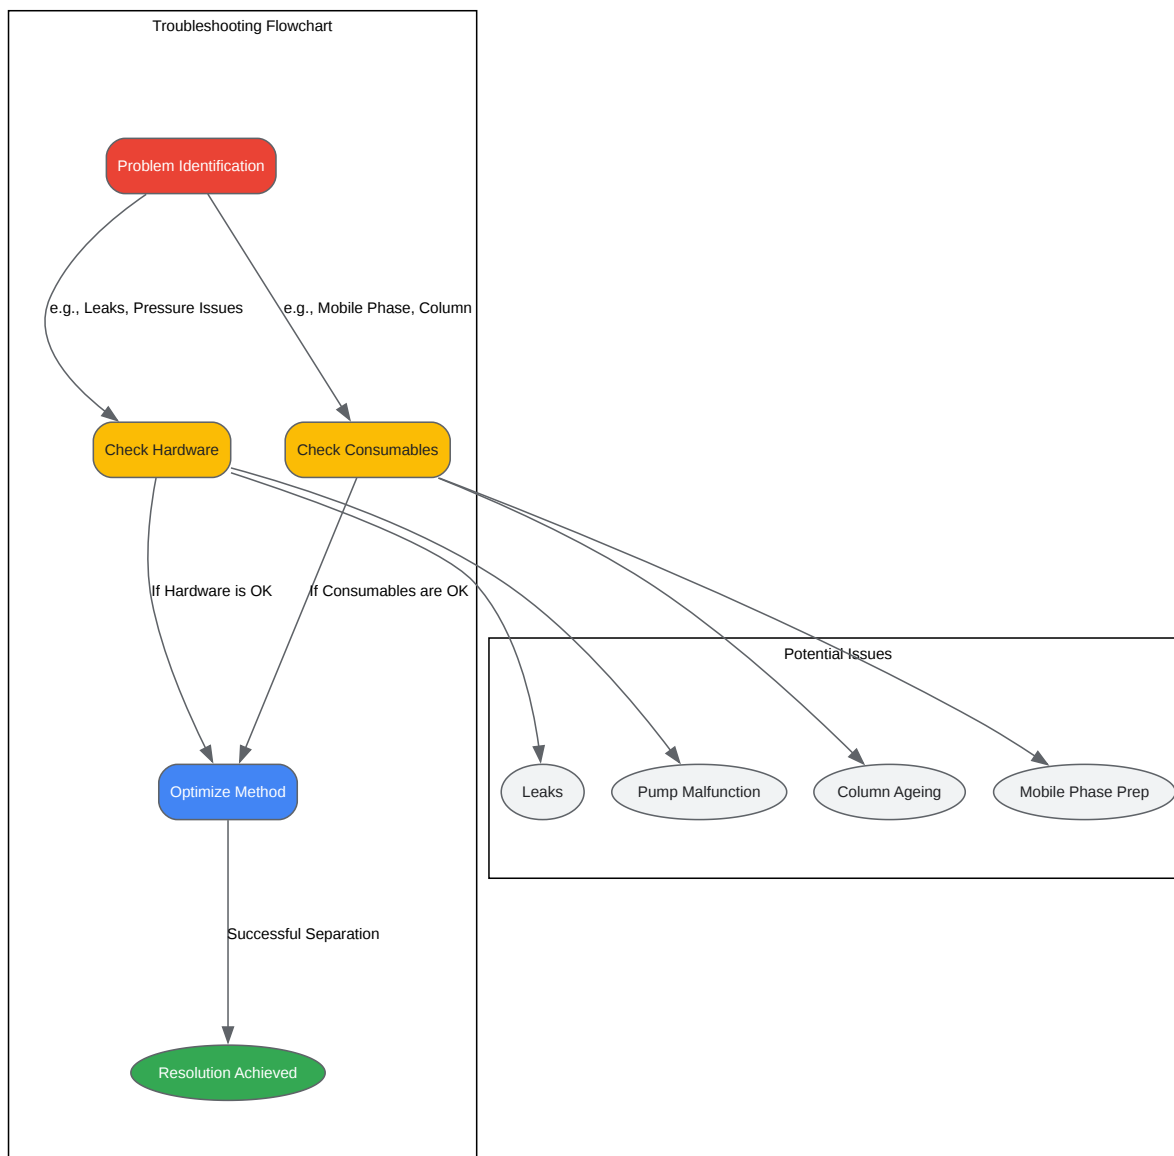 Troubleshooting Flowchart
Problem Identification
e.g., Leaks, Pressure Issues
e.g., Mobile Phase, Column
Check Hardware
Check Consumables
If Hardware is OK
If Consumables are OK
Potential Issues
Optimize Method
Leaks
Pump Malfunction
Column Ageing
Mobile Phase Prep
Successful Separation
Resolution Achieved